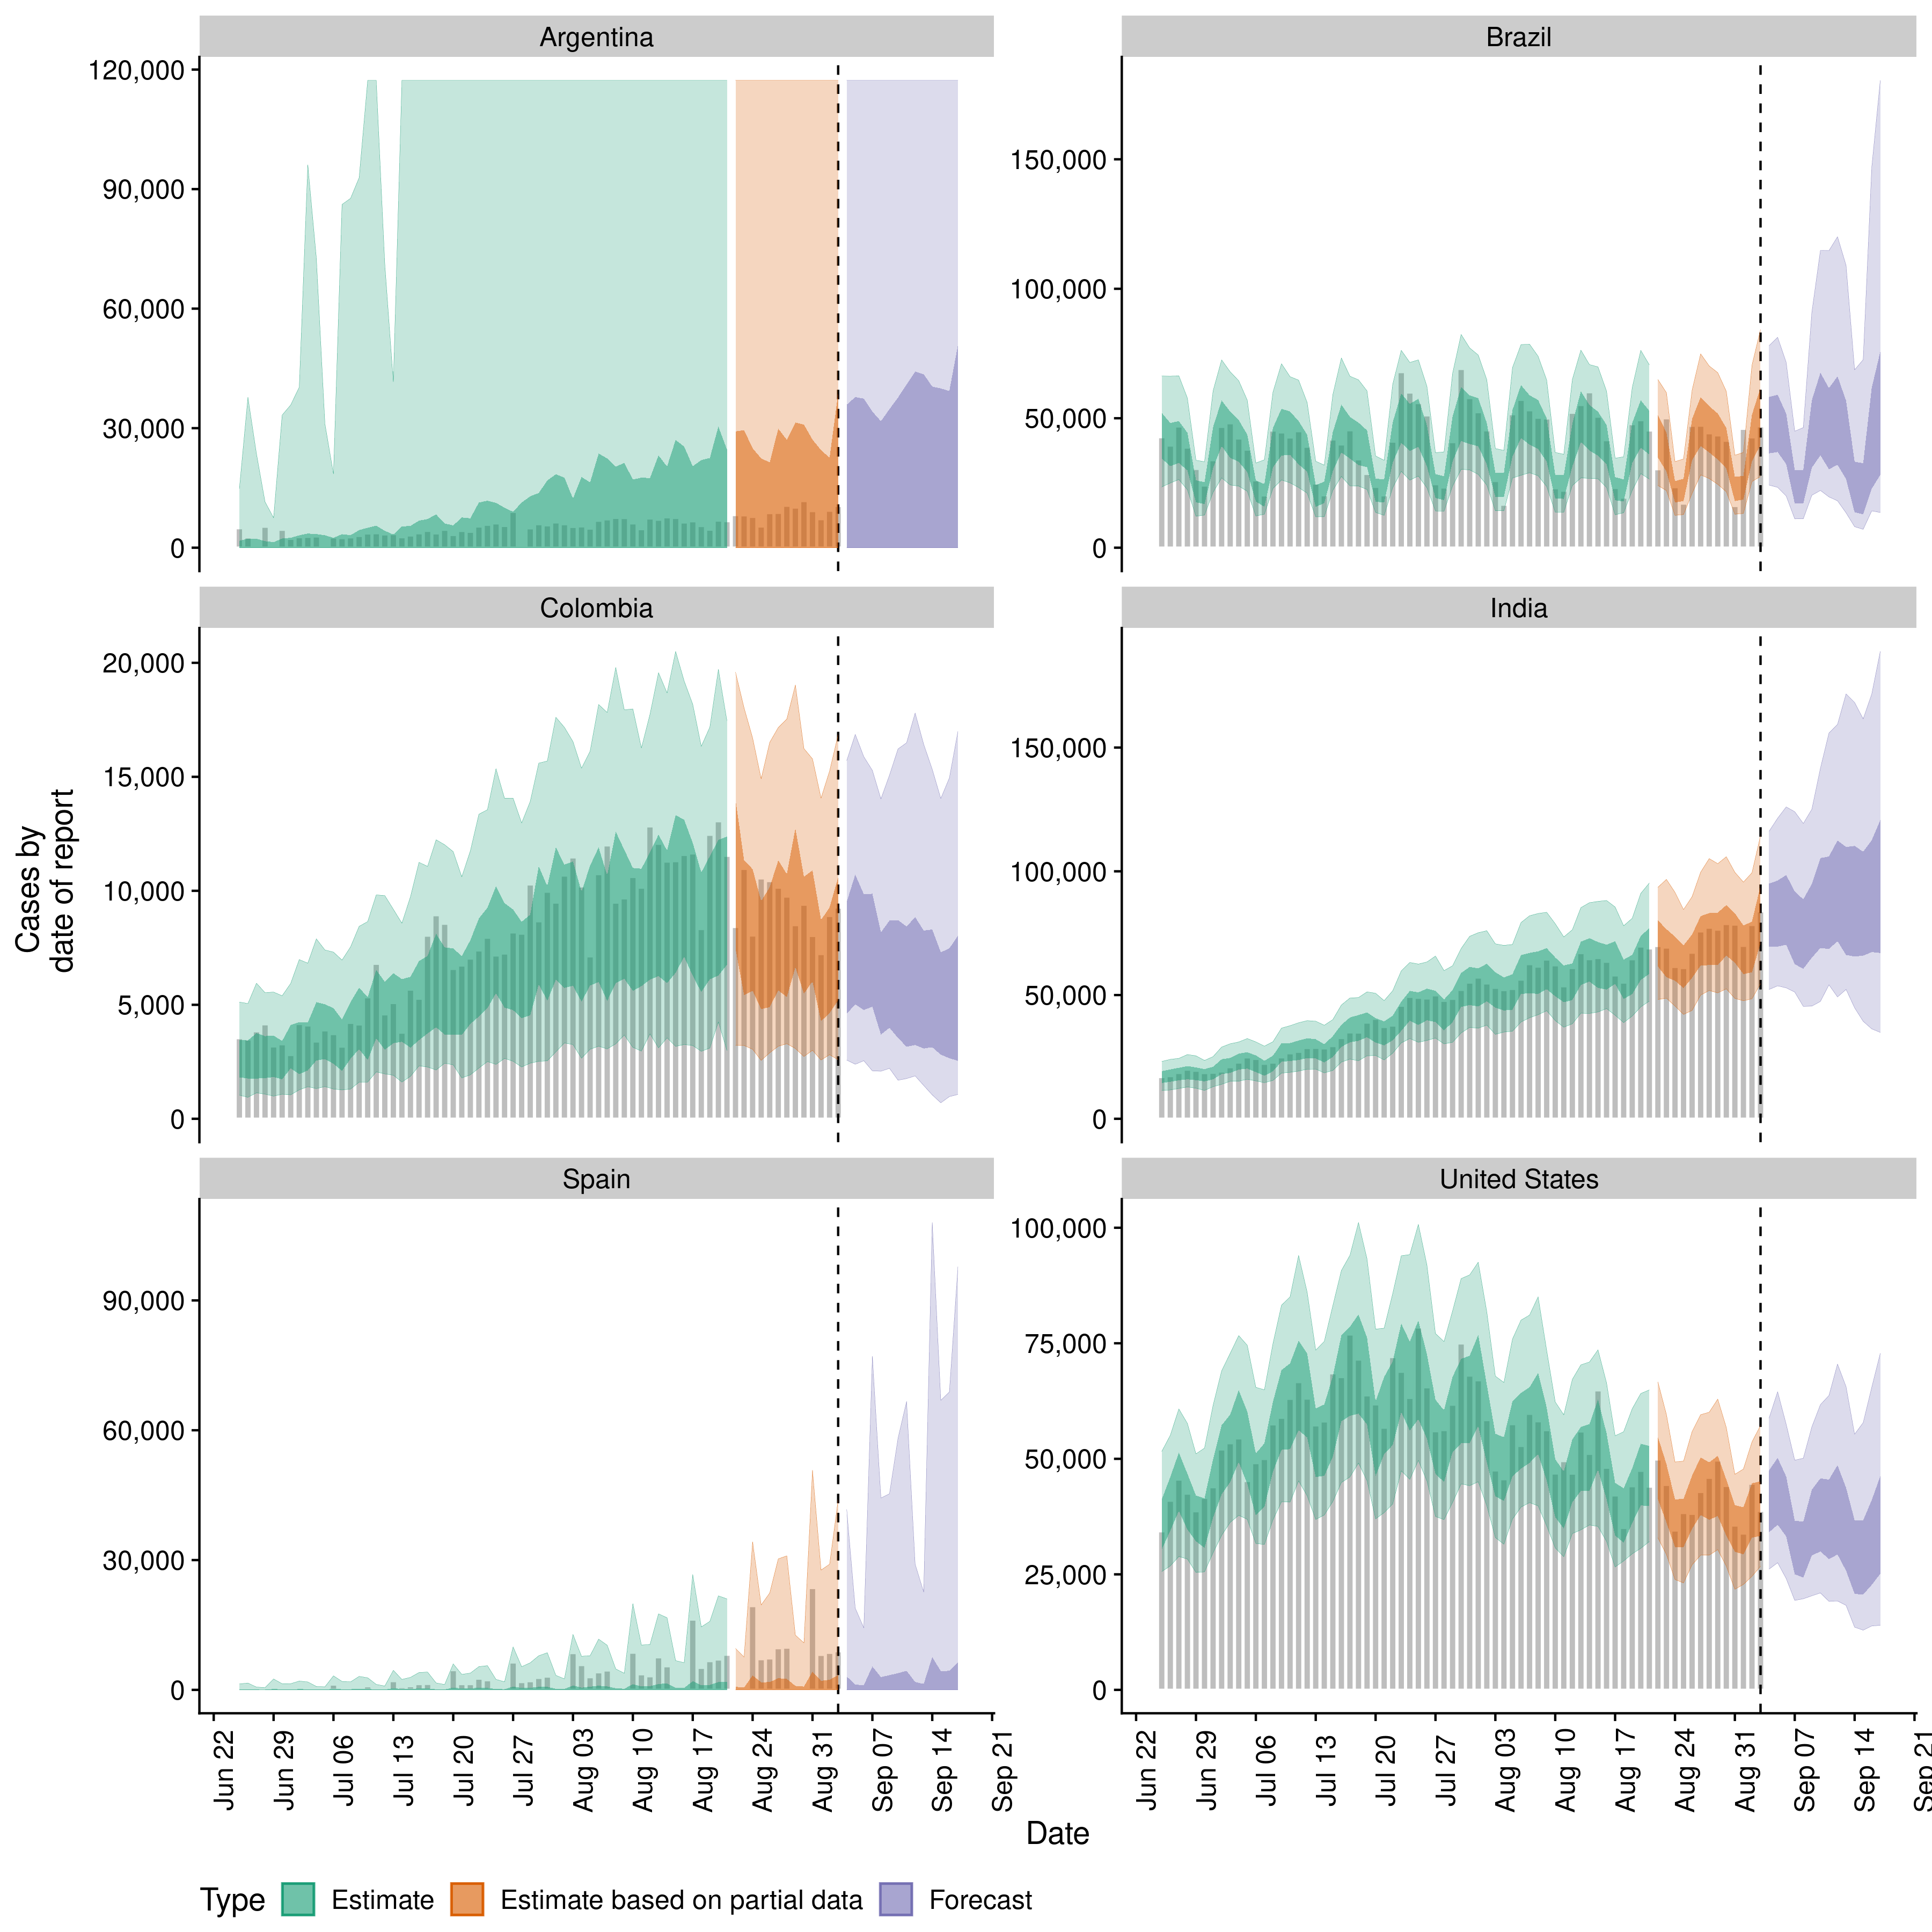 Argentina
Brazil
120,000
90,000
60,000
30,000
0
150,000
100,000
50,000
0
Colombia
India
20,000
15,000
10,000
5,000
0
150,000
100,000
50,000
0
Cases by
date of report
Spain
United States
90,000
60,000
30,000
0
100,000
75,000
50,000
25,000
0
Jun 22
Jun 29
Jul 06
Jul 13
Jul 20
Jul 27
Aug 03
Aug 10
Aug 17
Aug 24
Aug 31
Sep 07
Sep 14
Sep 21
Jun 22
Jun 29
Jul 06
Jul 13
Jul 20
Jul 27
Aug 03
Aug 10
Aug 17
Aug 24
Aug 31
Sep 07
Sep 14
Sep 21
Date
Type Estimate Estimate based on partial data Forecast